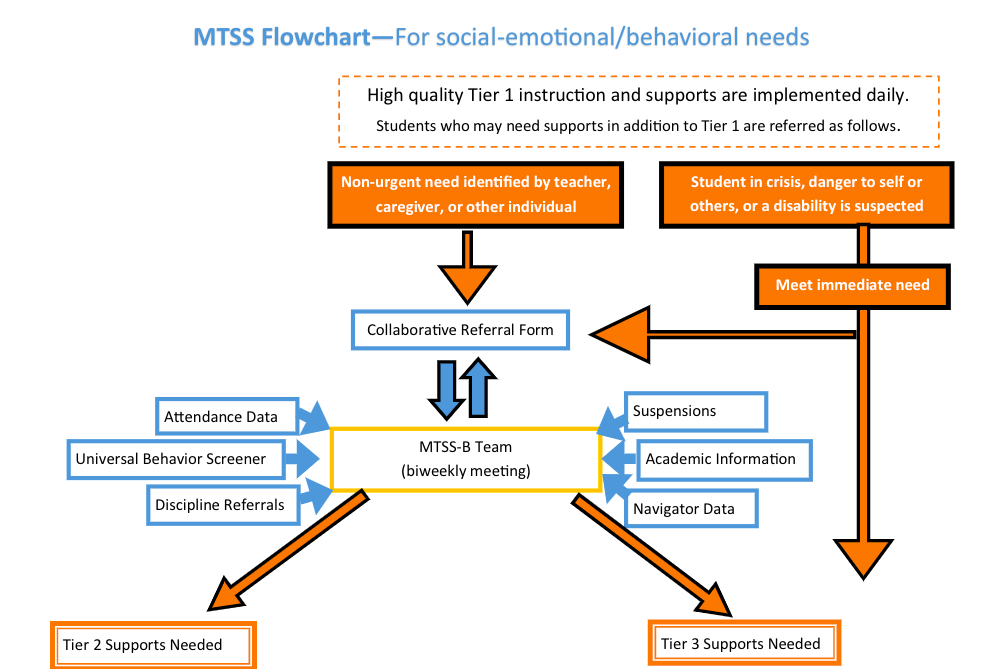 MTSS Flowchart—For social-emotional/behavioral needs
High quality Tier 1 instruction and supports are implemented daily.
Students who may need supports in addition to Tier 1 are referred as follows.
Non-urgent need identified by teacher,
caregiver, or other individual
Student in crisis, danger to self or
others, or a disability is suspected
Meet immediate need
Collaborative Referral Form
Attendance Data
Suspensions
MTSS-B Team
(biweekly meeting)
Universal Behavior Screener
Academic Information
Discipline Referrals
Navigator Data
Tier 2 Supports Needed
Tier 3 Supports Needed